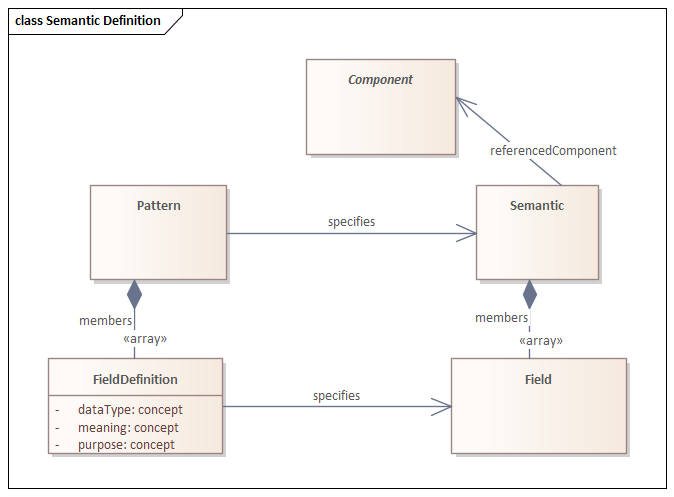 class Semantic Definition
Component
referencedComponent
Pattern
specifies
Semantic
members
«array»
members
«array»
FieldDefinition
- dataType: concept
- meaning: concept
- purpose: concept
specifies
Field